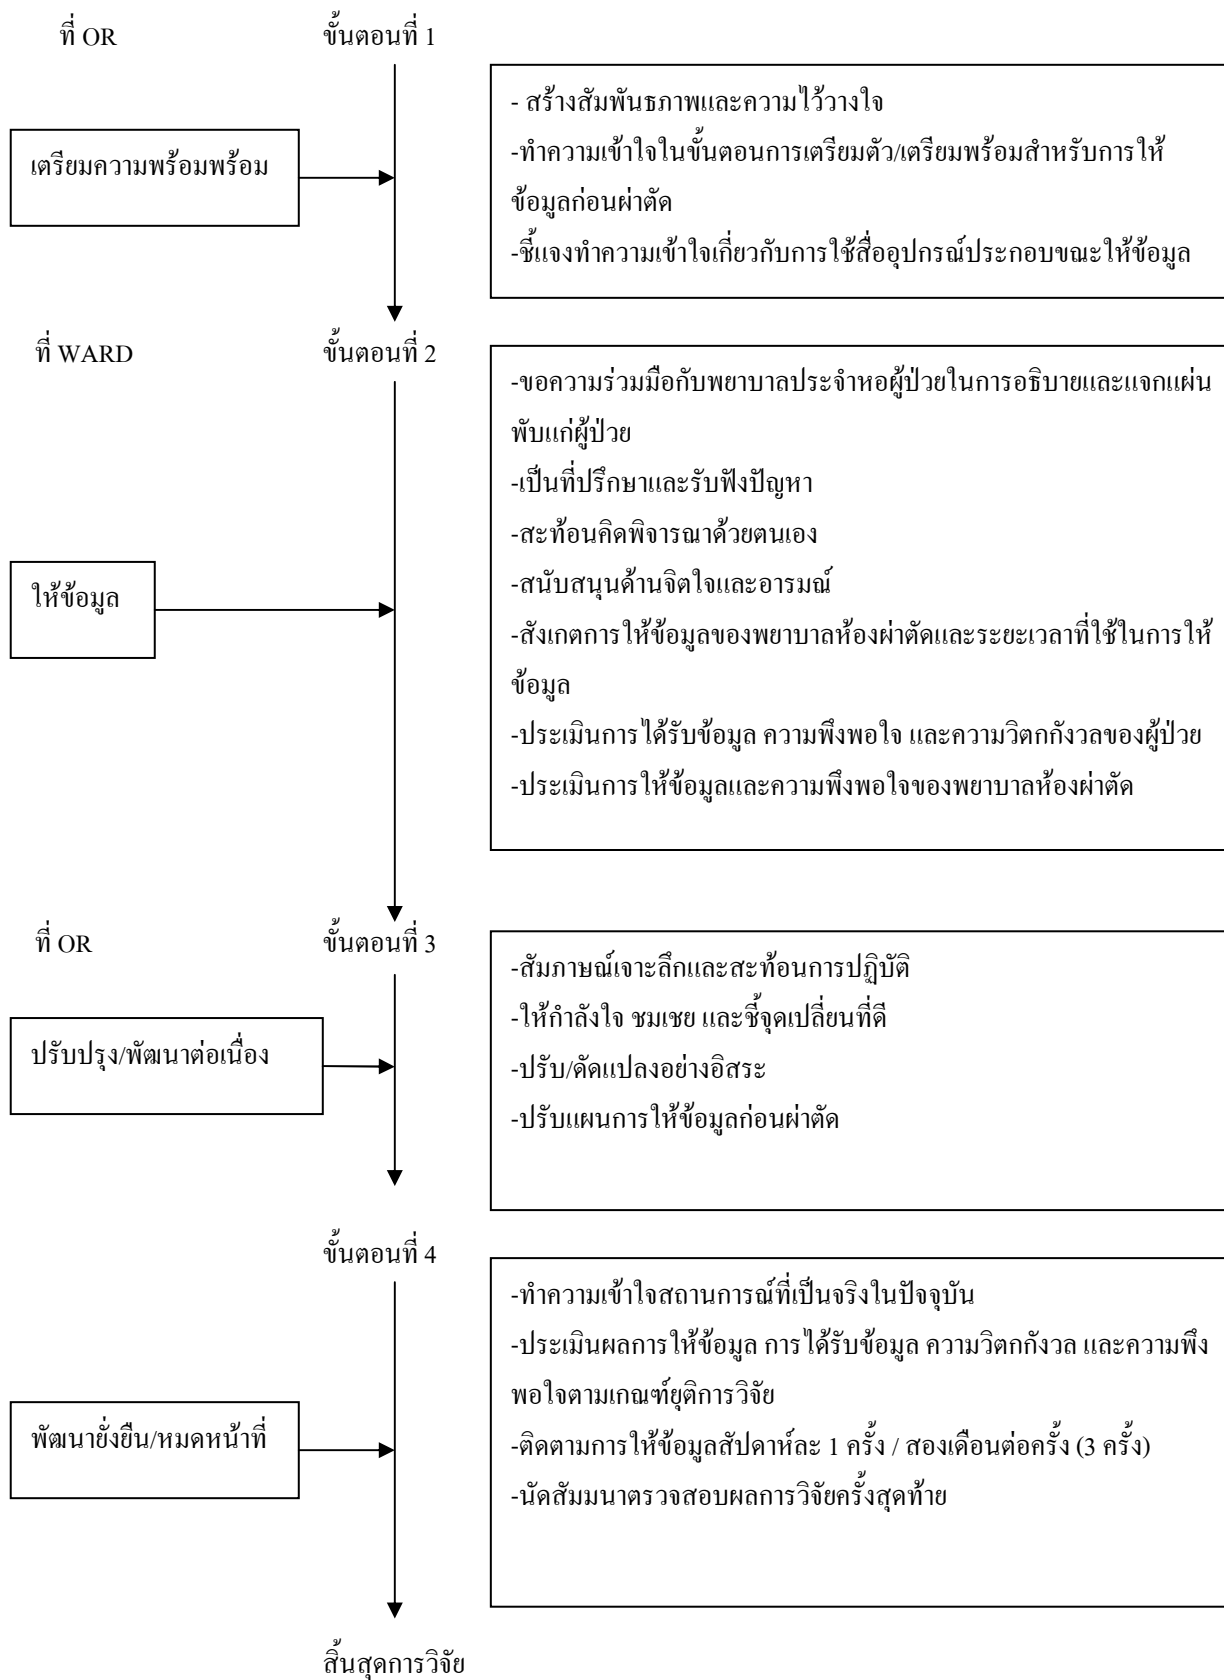 ที่ OR
ขั้นตอนที่ 1
เตรียมความพร้อมพร้อม
- สร้างสัมพันธภาพและความไว้วางใจ
-ทำความเข้าใจในขั้นตอนการเตรียมตัว/เตรียมพร้อมสำหรับการให้
ข้อมูลก่อนผ่าตัด
-ชี้แจงทำความเข้าใจเกี่ยวกับการใช้สื่ออุปกรณ์ประกอบขณะให้ข้อมูล
ที่ WARD
ขั้นตอนที่ 2
ให้ข้อมูล
-ขอความร่วมมือกับพยาบาลประจำหอผู้ป่วยในการอธิบายและแจกแผ่น
พับแก่ผู้ป่วย
-เป็นที่ปรึกษาและรับฟังปัญหา
-สะท้อนคิดพิจารณาด้วยตนเอง
-สนับสนุนด้านจิตใจและอารมณ์
-สังเกตการให้ข้อมูลของพยาบาลห้องผ่าตัดและระยะเวลาที่ใช้ในการให้
ข้อมูล
-ประเมินการได้รับข้อมูล ความพึงพอใจ และความวิตกกังวลของผู้ป่วย
-ประเมินการให้ข้อมูลและความพึงพอใจของพยาบาลห้องผ่าตัด
ที่ OR
ขั้นตอนที่ 3
ปรับปรุง/พัฒนาต่อเนื่อง
-สัมภาษณ์เจาะลึกและสะท้อนการปฏิบัติ
-ให้กำลังใจ ชมเชย และชี้จุดเปลี่ยนที่ดี
-ปรับ/ดัดแปลงอย่างอิสระ
-ปรับแผนการให้ข้อมูลก่อนผ่าตัด
ขั้นตอนที่ 4
พัฒนายั่งยืน/หมดหน้าที่
-ทำความเข้าใจสถานการณ์ที่เป็นจริงในปัจจุบัน
-ประเมินผลการให้ข้อมูล การได้รับข้อมูล ความวิตกกังวล และความพึง
พอใจตามเกณฑ์ยุติการวิจัย
-ติดตามการให้ข้อมูลสัปดาห์ละ 1 ครั้ง / สองเดือนต่อครั้ง (3 ครั้ง)
-นัดสัมมนาตรวจสอบผลการวิจัยครั้งสุดท้าย
สิ้นสุดการวิจัย